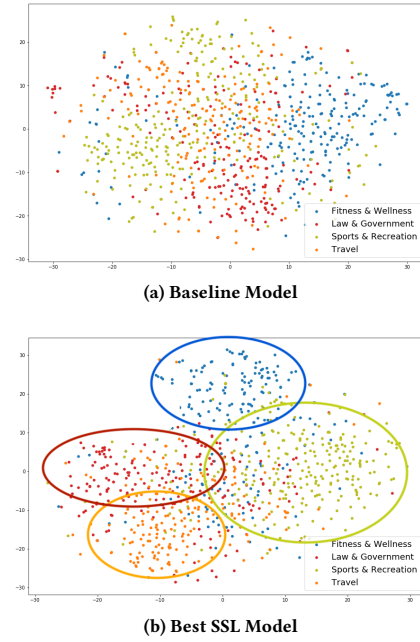 20
10
0
−10
−20
−30
−30
−20
−10
0
10
20
30
Fitness & Wellness
Law & Government
Sports & Recreation
Travel
(a) Baseline Model
30
20
10
0
−10
−20
−30
−30
−20
−10
0
10
20
30
Fitness & Wellness
Law & Government
Sports & Recreation
Travel
(b) Best SSL Model